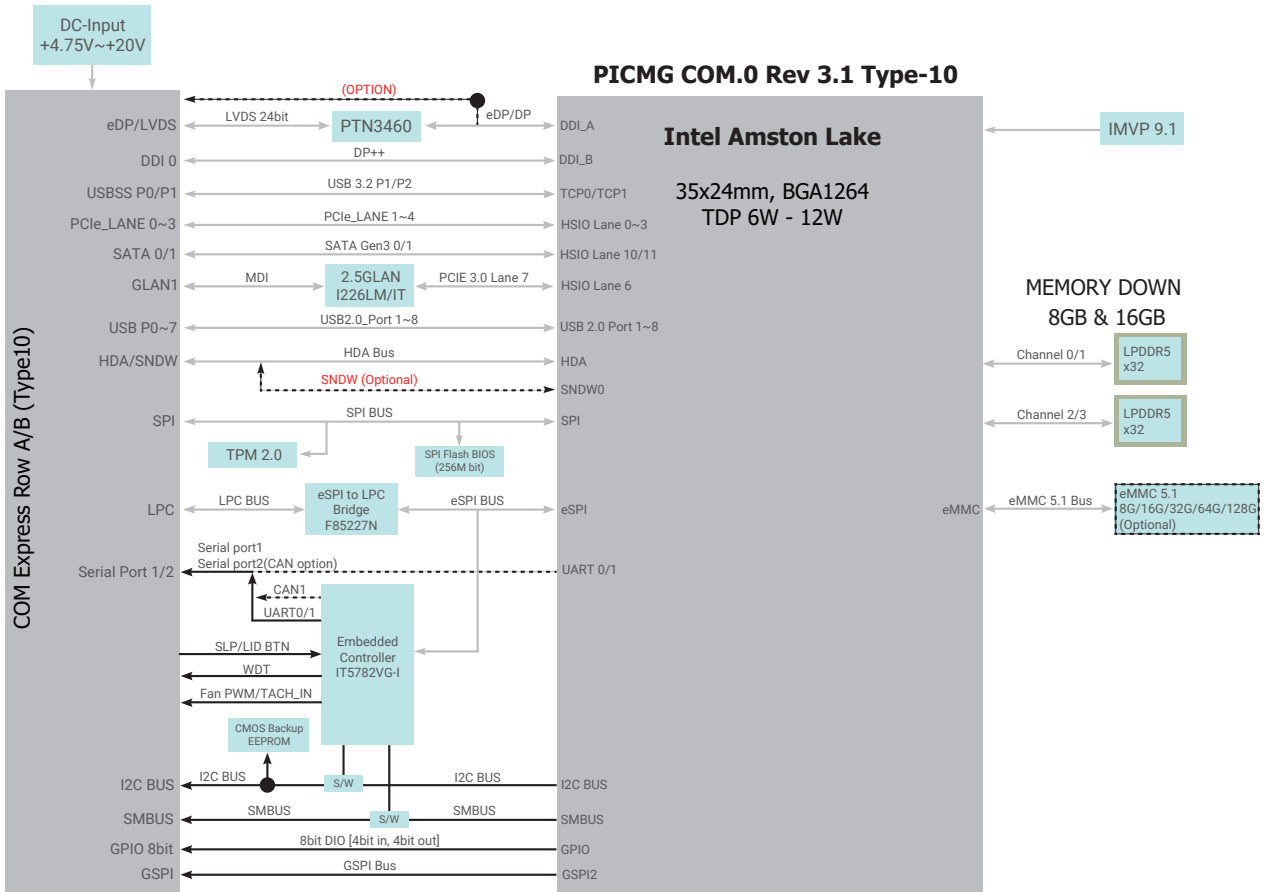 DC-Input
+4.75V~+20V
PICMG COM.0 Rev 3.1 Type-10
(OPTION)
eDP/LVDS
LVDS 24bit
PTN3460
eDP/DP
DDI_A
Intel Amston Lake
IMVP 9.1
DDI 0
DP++
DDI_B
USBSS P0/P1
USB 3.2 P1/P2
TCP0/TCP1
35x24mm, BGA1264
TDP 6W - 12W
PCIe_LANE 0~3
PCIe_LANE 1~4
HSIO Lane 0~3
SATA 0/1
SATA Gen3 0/1
HSIO Lane 10/11
GLAN1
MDI
2.5GLAN
I226LM/IT
PCIE 3.0 Lane 7
HSIO Lane 6
MEMORY DOWN
8GB & 16GB
USB P0~7
USB2.0_Port 1~8
USB 2.0 Port 1~8
HDA/SNDW
HDA Bus
HDA
Channel 0/1
LPDDR5
x32
SNDW (Optional)
SNDW0
SPI
SPI BUS
SPI
Channel 2/3
LPDDR5
x32
TPM 2.0
SPI Flash BIOS
(256M bit)
LPC
LPC BUS
eSPI to LPC
Bridge
F85227N
eSPI BUS
eSPI
eMMC
eMMC 5.1 Bus
eMMC 5.1
8G/16G/32G/64G/128G
(Optional)
COM Express Row A/B (Type10)
Serial port1
Serial port2(CAN option)
Serial Port 1/2
UART 0/1
CAN1
UART0/1
SLP/LID BTN
WDT
Fan PWM/TACH_IN
Embedded
Controller
IT5782VG-I
CMOS Backup
EEPROM
I2C BUS
I2C BUS
S/W
I2C BUS
I2C BUS
SMBUS
SMBUS
S/W
SMBUS
SMBUS
GPIO 8bit
8bit DIO [4bit in, 4bit out]
GPIO
GSPI
GSPI Bus
GSPI2